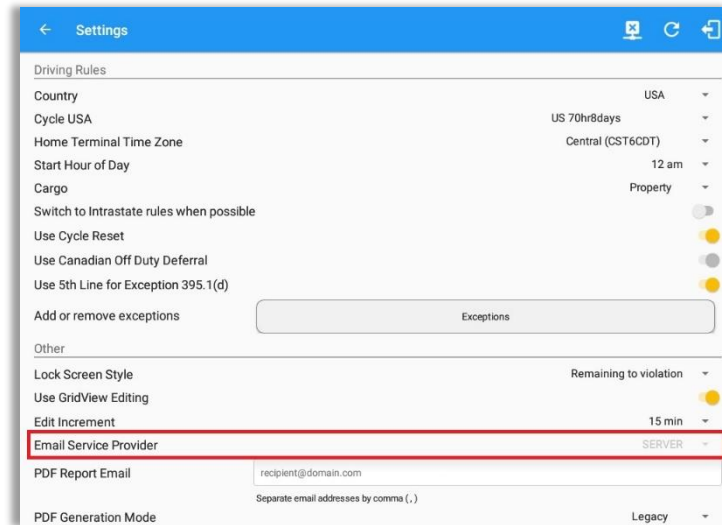 Settings
Driving Rules
Country USA
Cycle USA US 70hr8days
Home Terminal Time Zone Central (CST6CDT)
Start Hour of Day 12 am
Cargo Property
Switch to Intrastate rules when possible
Use Cycle Reset
Use Canadian Off Duty Deferral
Use 5th Line for Exception 395.1(d)
Add or remove exceptions Exceptions
Other
Lock Screen Style Remaining to violation
Use GridView Editing
Edit Increment 15 min
Email Service Provider SERVER
PDF Report Email recipient@domain.com
Separate email addresses by comma (,)
PDF Generation Mode Legacy